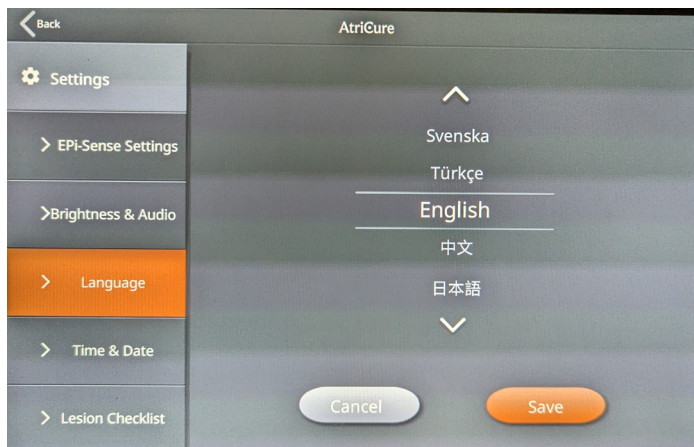 Back
AtriCure
Settings
EPi-Sense Settings
Brightness & Audio
Language
Time & Date
Lesion Checklist
Svenska
Türkçe
English
中文
日本語
Cancel
Save